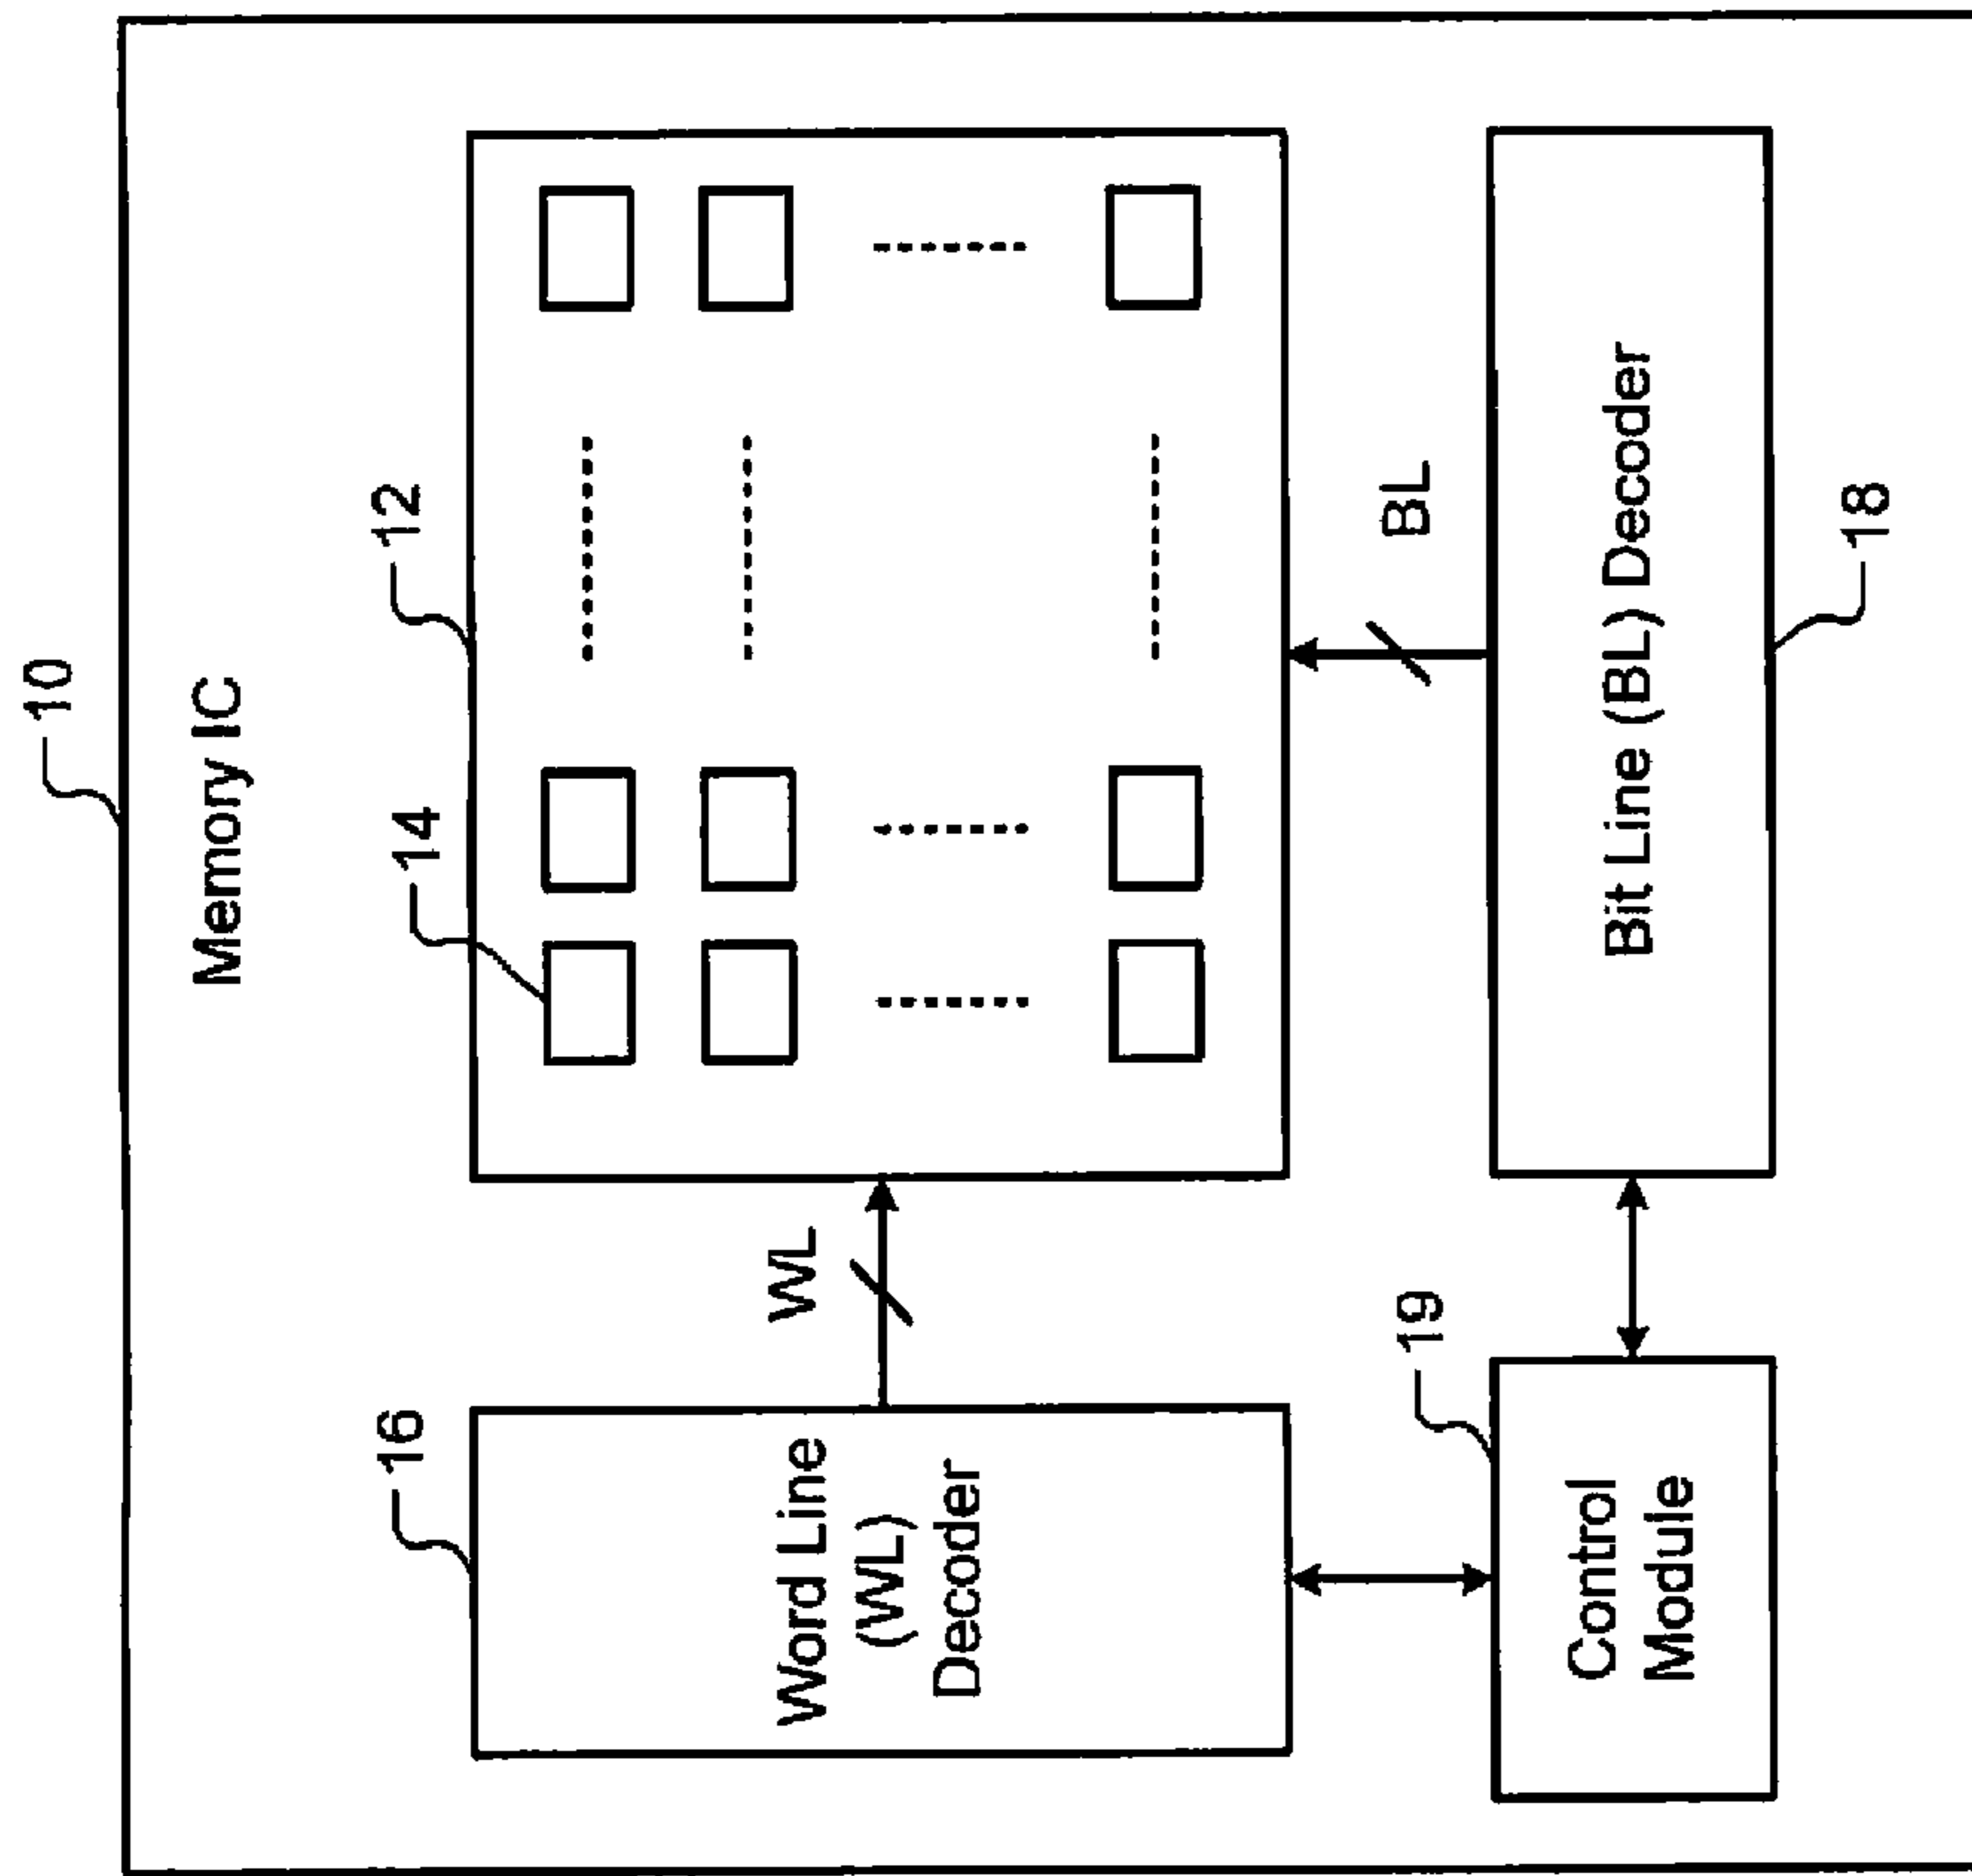 10
Memory IC
12
14
16
Word Line
(WL)
Decoder
WL
BL
19
Control
Module
Bit Line (BL) Decoder
18